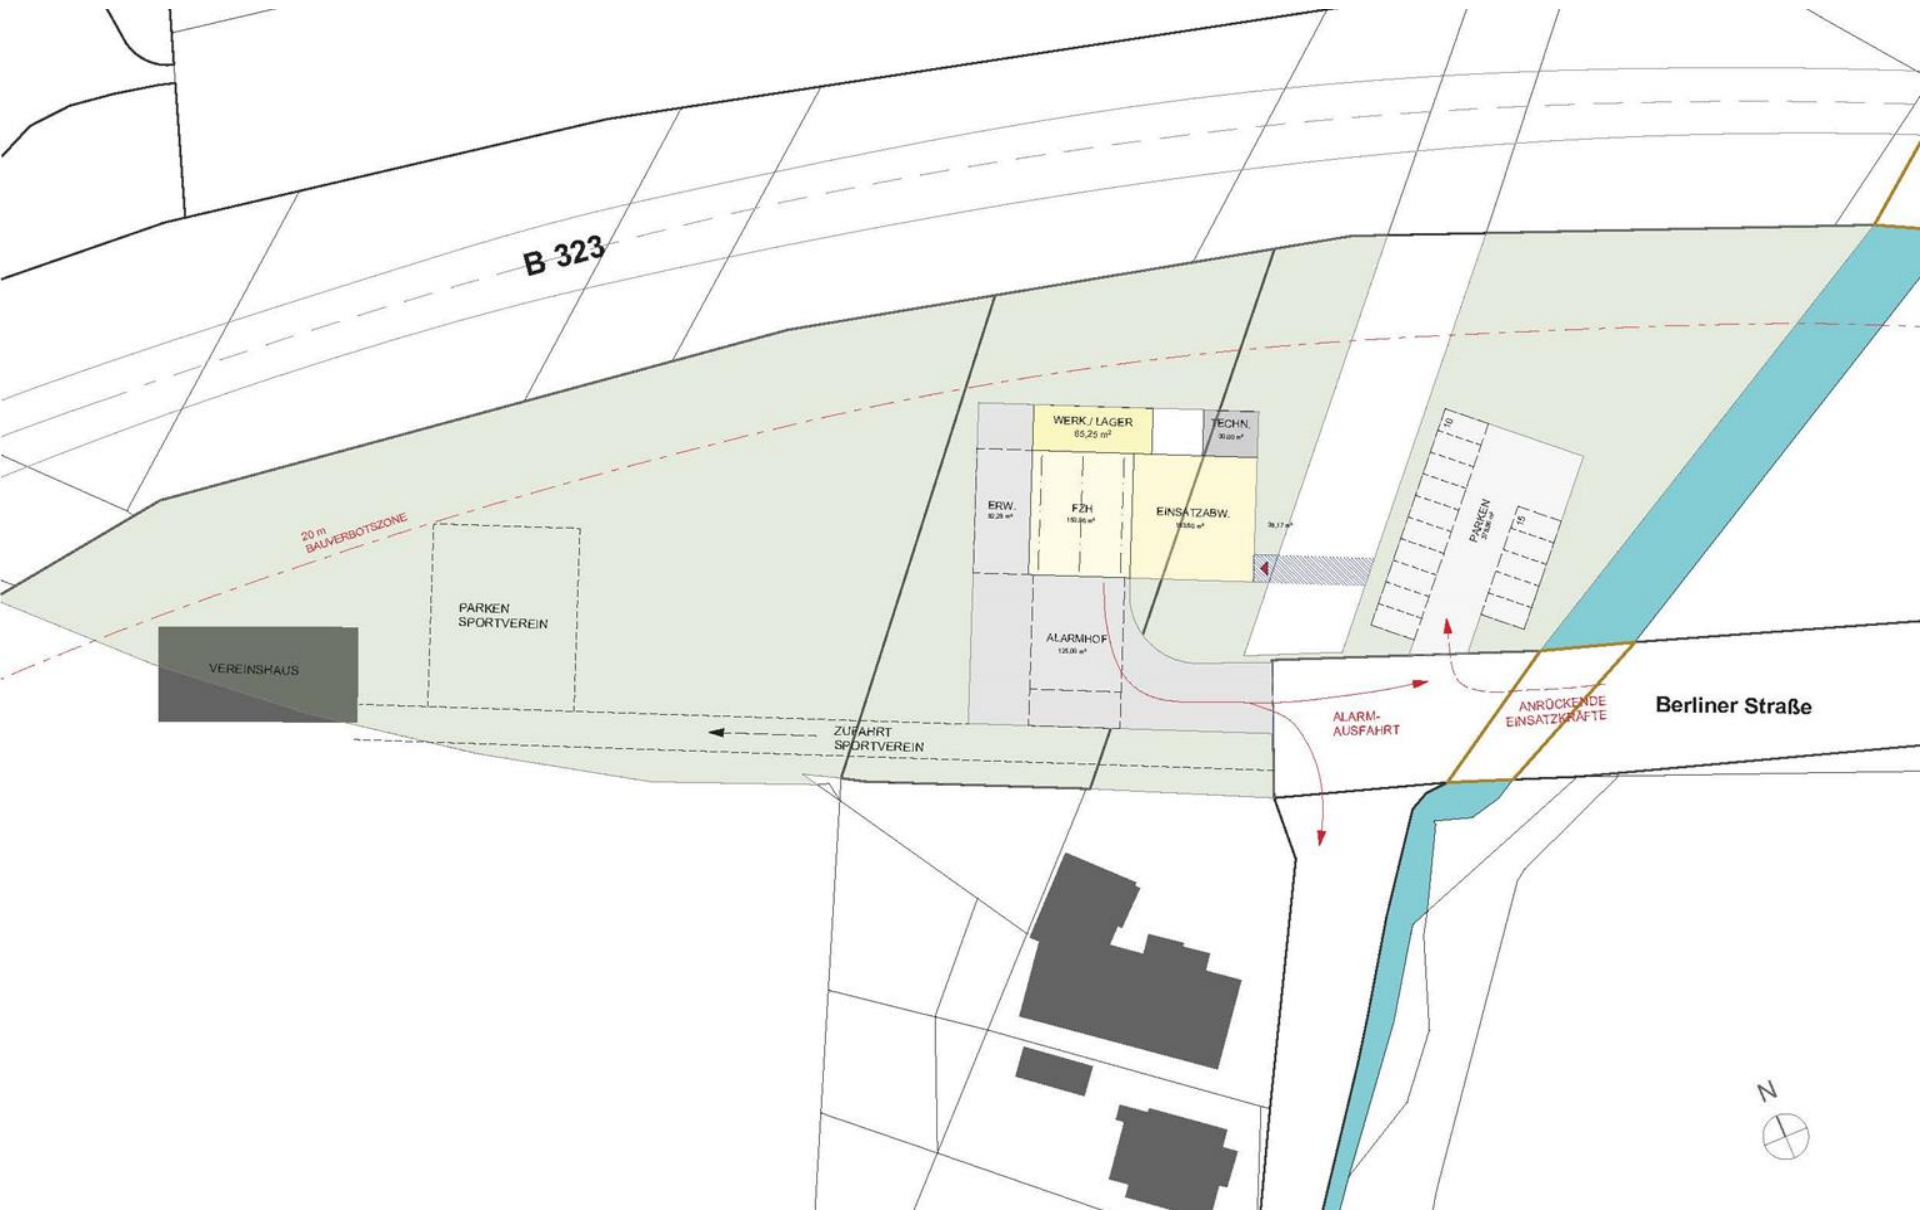 B 323
20 m
BAUVERBOTSZONE
WERK./ LAGER
65,25 m²
TECHN.
ERW.
FZH
EINSATZABW.
10
PARKEN
15
PARKEN
SPORTVEREIN
VEREINSHAUS
ALARMHOF
ZUFAHRT
SPORTVEREIN
ALARM-
AUSFAHRT
ANRÜCKENDE
EINSATZKRÄFTE
Berliner Straße
N